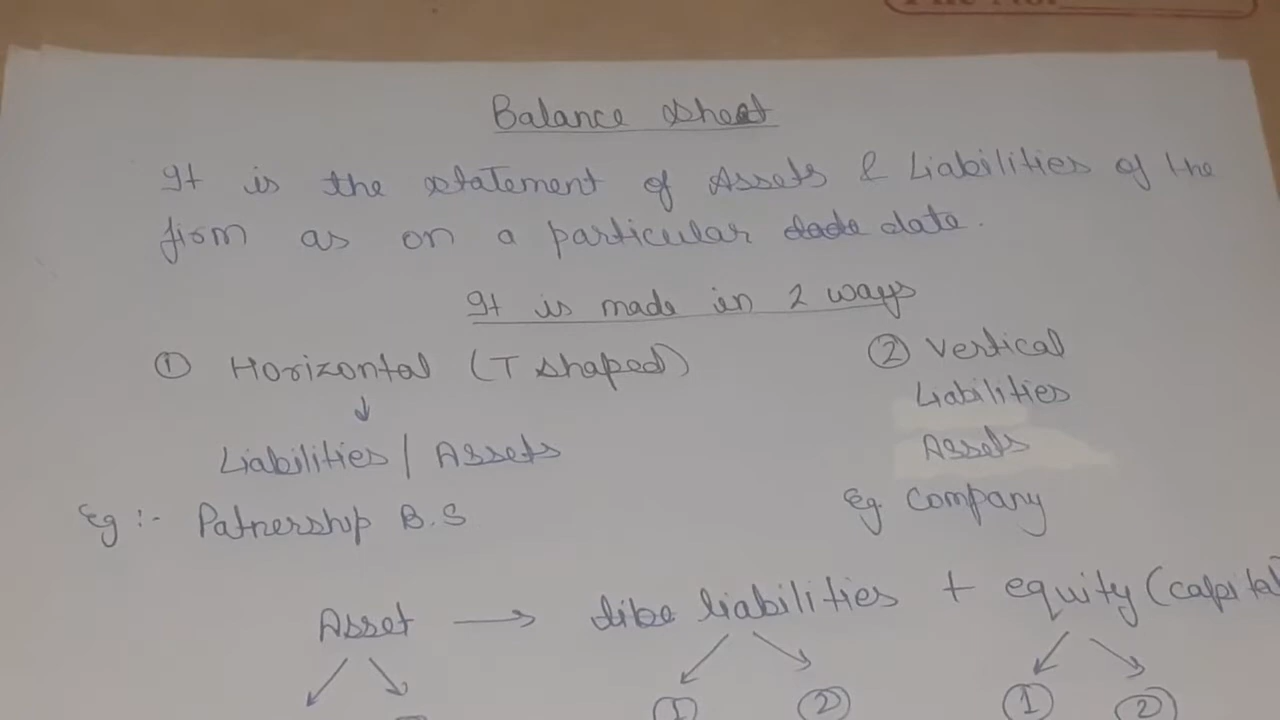 Balance Sheet
It is the statement of Assets & Liabilities of the
firm as on a particular date.
It is made in 2 ways
① Horizontal (T shaped)
② Vertical
↓
Liabilities
Liabilities | Assets
Assets
Eg :- Patnership B.S
Eg. Company
Asset → liabilities + equity (capital
① ② ① ②